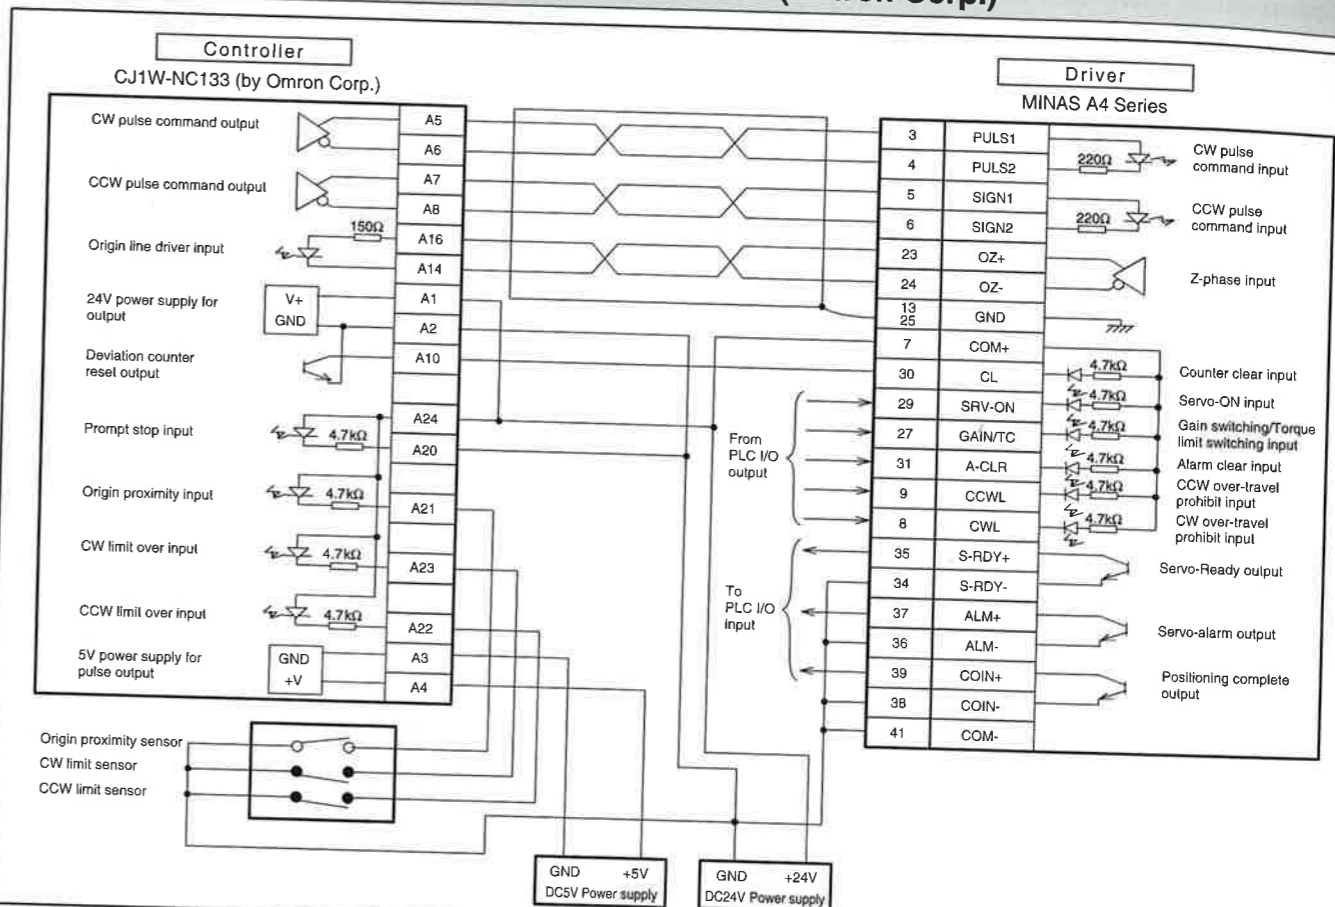 Corp.)
Controller
CJ1W-NC133 (by Omron Corp.)
CW pulse command output
CCW pulse command output
Origin line driver input
24V power supply for
output
Deviation counter
reset output
Prompt stop input
Origin proximity input
CW limit over input
CCW limit over input
5V power supply for
pulse output
150Ω
V+
GND
4.7kΩ
4.7kΩ
4.7kΩ
4.7kΩ
GND
+V
A5
A6
A7
A8
A16
A14
A1
A2
A10
A24
A20
A21
A23
A22
A3
A4
Origin proximity sensor
CW limit sensor
CCW limit sensor
From
PLC I/O
output
To
PLC I/O
input
GND +5V
DC5V Power supply
GND +24V
DC24V Power supply
Driver
MINAS A4 Series
3 PULS1
4 PULS2
5 SIGN1
6 SIGN2
23 OZ+
24 OZ-
13
25 GND
7 COM+
30 CL
29 SRV-ON
27 GAIN/TC
31 A-CLR
9 CCWL
8 CWL
35 S-RDY+
34 S-RDY-
37 ALM+
36 ALM-
39 COIN+
38 COIN-
41 COM-
220Ω
220Ω
4.7kΩ
4.7kΩ
4.7kΩ
4.7kΩ
4.7kΩ
4.7kΩ
CW pulse
command input
CCW pulse
command input
Z-phase input
Counter clear input
Servo-ON input
Gain switching/Torque
limit switching input
Alarm clear input
CCW over-travel
prohibit input
CW over-travel
prohibit input
Servo-Ready output
Servo-alarm output
Positioning complete
output